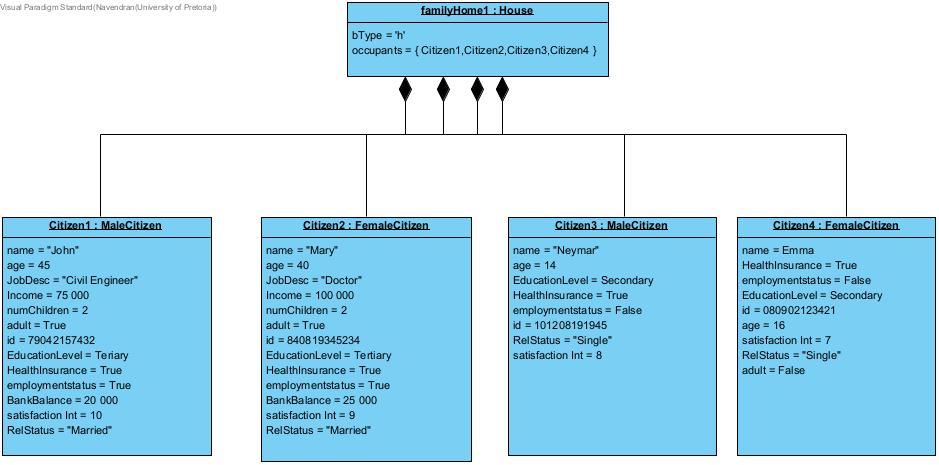 Visual Paradigm Standard(Navendran(University of Pretoria))
familyHome1 : House
bType = 'h'
occupants = { Citizen1,Citizen2,Citizen3,Citizen4 }
Citizen1 : MaleCitizen
name = "John"
age = 45
JobDesc = "Civil Engineer"
Income = 75 000
numChildren = 2
adult = True
id = 79042157432
EducationLevel = Teriary
HealthInsurance = True
employmentstatus = True
BankBalance = 20 000
satisfaction Int = 10
RelStatus = "Married"
Citizen2 : FemaleCitizen
name = "Mary"
age = 40
JobDesc = "Doctor"
Income = 100 000
numChildren = 2
adult = True
id = 840819345234
EducationLevel = Tertiary
HealthInsurance = True
employmentstatus = True
BankBalance = 25 000
satisfaction Int = 9
RelStatus = "Married"
Citizen3 : MaleCitizen
name = "Neymar"
age = 14
EducationLevel = Secondary
HealthInsurance = True
employmentstatus = False
id = 101208191945
RelStatus = "Single"
satisfaction Int = 8
Citizen4 : FemaleCitizen
name = Emma
HealthInsurance = True
employmentstatus = False
EducationLevel = Secondary
id = 080902123421
age = 16
satisfaction Int = 7
RelStatus = "Single"
adult = False